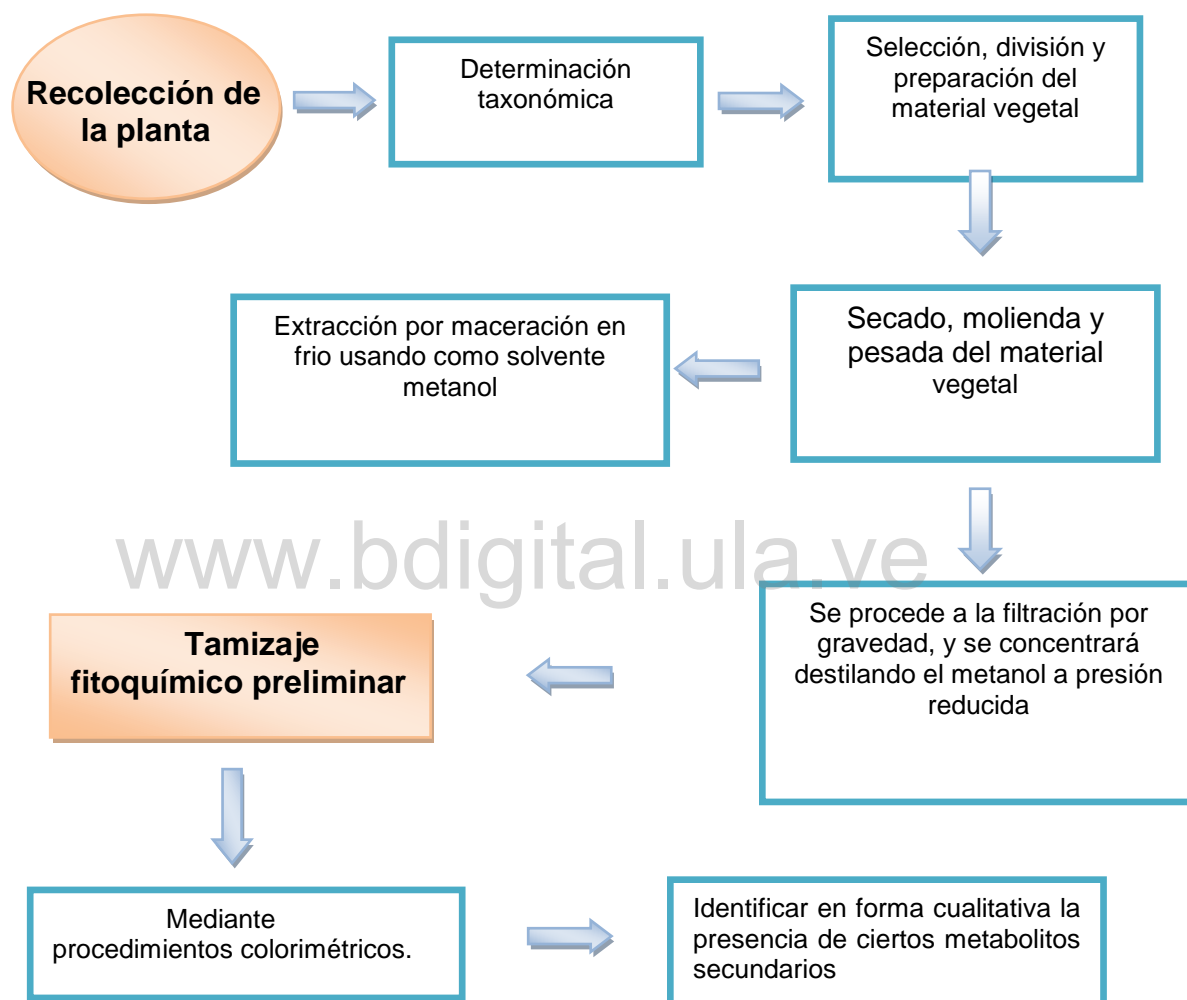 Recolección de
la planta
Determinación
taxonómica
Selección, división y
preparación del
material vegetal
Secado, molienda y
pesada del material
vegetal
Extracción por maceración en
frio usando como solvente
metanol
www.bdigital.ula.ve
Se procede a la filtración por
gravedad, y se concentrará
destilando el metanol a presión
reducida
Tamizaje
fitoquímico preliminar
Mediante
procedimientos colorimétricos.
Identificar en forma cualitativa la
presencia de ciertos metabolitos
secundarios